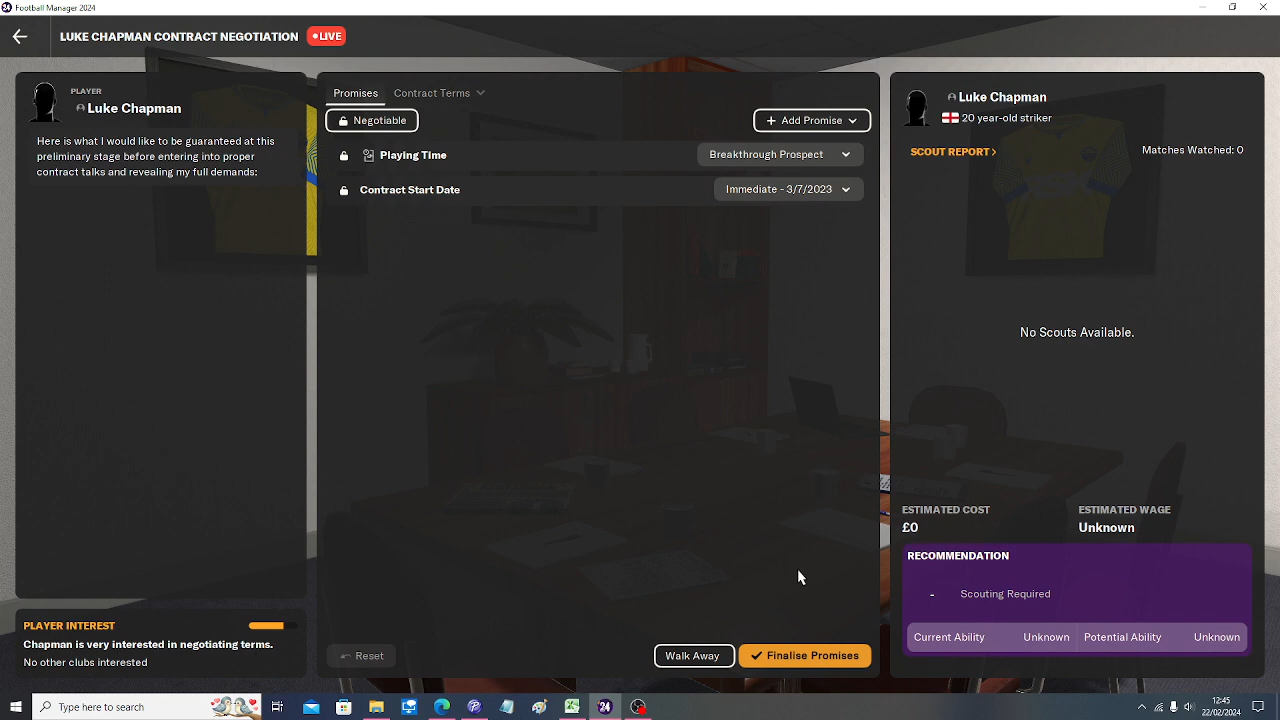 Football Manager 2024
LUKE CHAPMAN CONTRACT NEGOTIATION
LIVE
PLAYER
Luke Chapman
Here is what I would like to be guaranteed at this
preliminary stage before entering into proper
contract talks and revealing my full demands:
PLAYER INTEREST
Chapman is very interested in negotiating terms.
No other clubs interested
Promises
Contract Terms
Negotiable
+ Add Promise
Playing Time
Breakthrough Prospect
Contract Start Date
Immediate - 3/7/2023
Reset
Walk Away
Finalise Promises
Luke Chapman
20 year-old striker
SCOUT REPORT >
Matches Watched: 0
No Scouts Available.
ESTIMATED COST
£0
ESTIMATED WAGE
Unknown
RECOMMENDATION
- Scouting Required
Current Ability Unknown
Potential Ability Unknown
Type here to search
12:45
22/02/2024